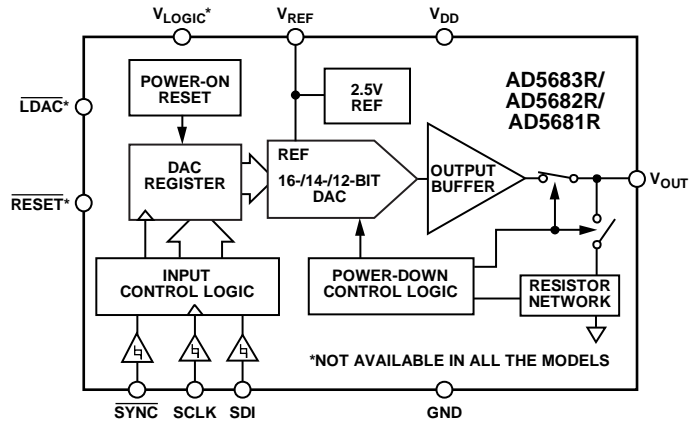 VLOGIC*
VREF
VDD
POWER-ON
RESET
2.5V
REF
AD5683R/
AD5682R/
AD5681R
LDAC*
REF
16-/14-/12-BIT
DAC
DAC
REGISTER
OUTPUT
BUFFER
VOUT
RESET*
INPUT
CONTROL LOGIC
POWER-DOWN
CONTROL LOGIC
RESISTOR
NETWORK
*NOT AVAILABLE IN ALL THE MODELS
SYNC
SCLK
SDI
GND